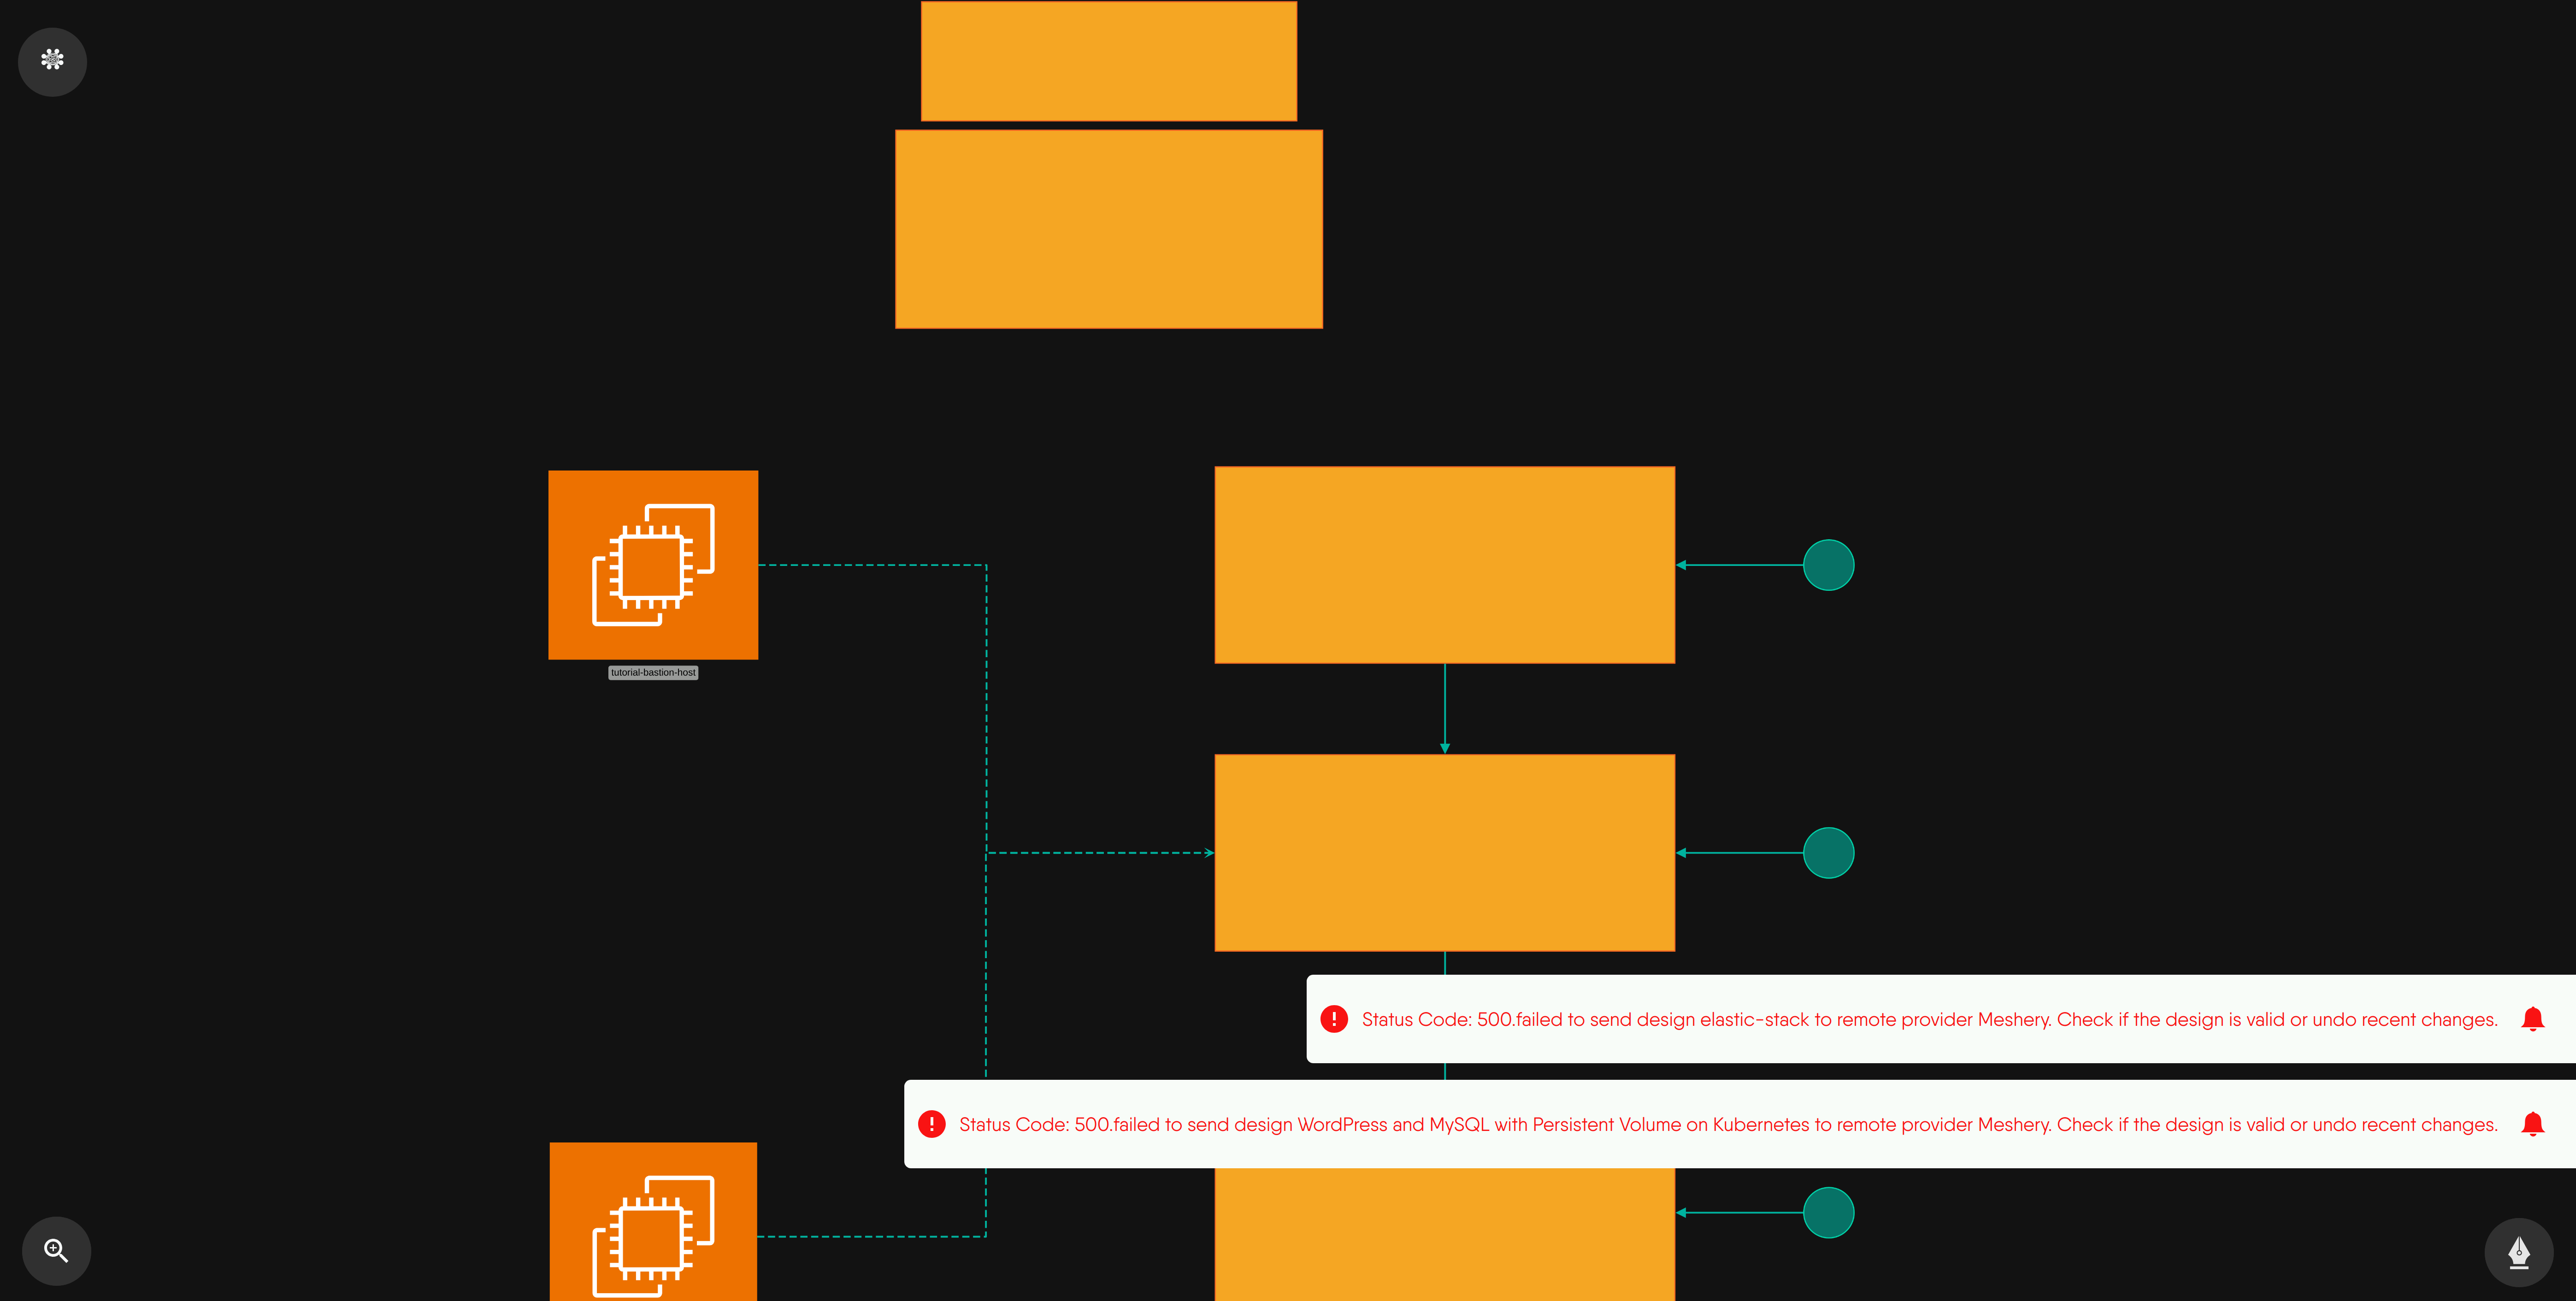 tutorial-bastion-host
Status Code: 500.failed to send design elastic-stack to remote provider Meshery. Check if the design is valid or undo recent changes.
Status Code: 500.failed to send design WordPress and MySQL with Persistent Volume on Kubernetes to remote provider Meshery. Check if the design is valid or undo recent changes.